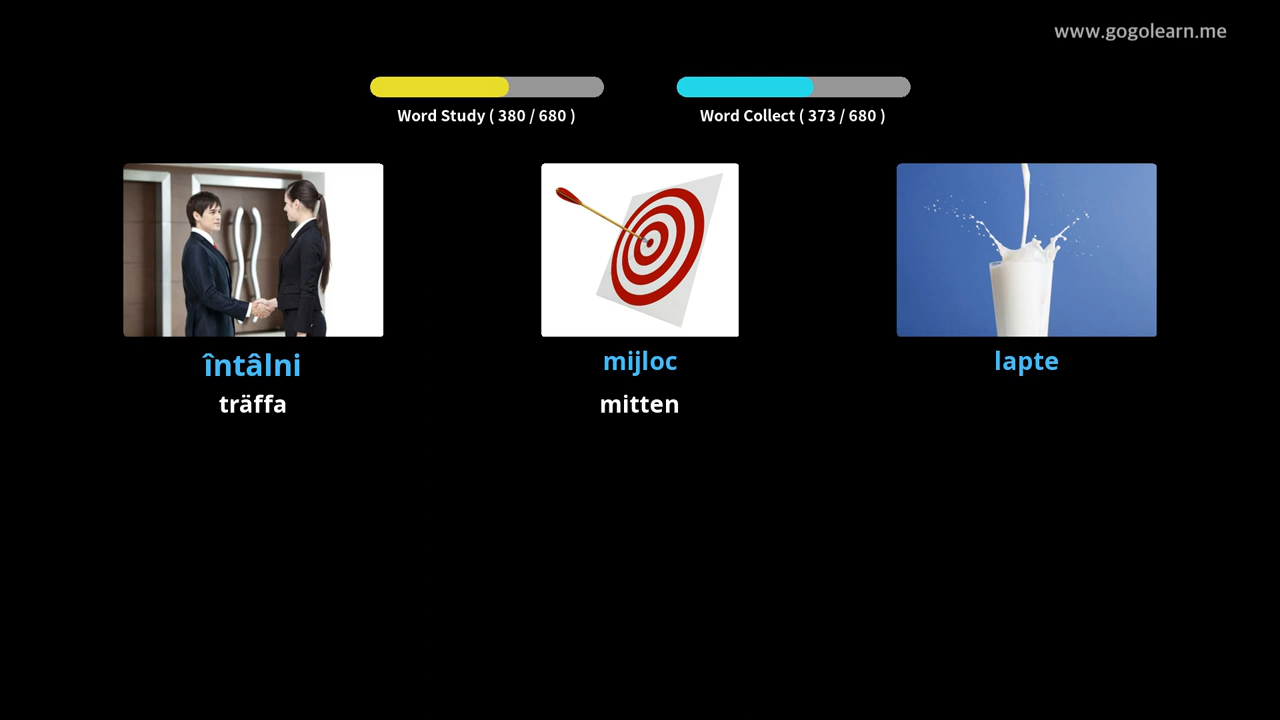 www.gogolearn.me
Word Study ( 380 / 680 )
Word Collect ( 373 / 680 )
întâlni
mijloc
lapte
träffa
mitten